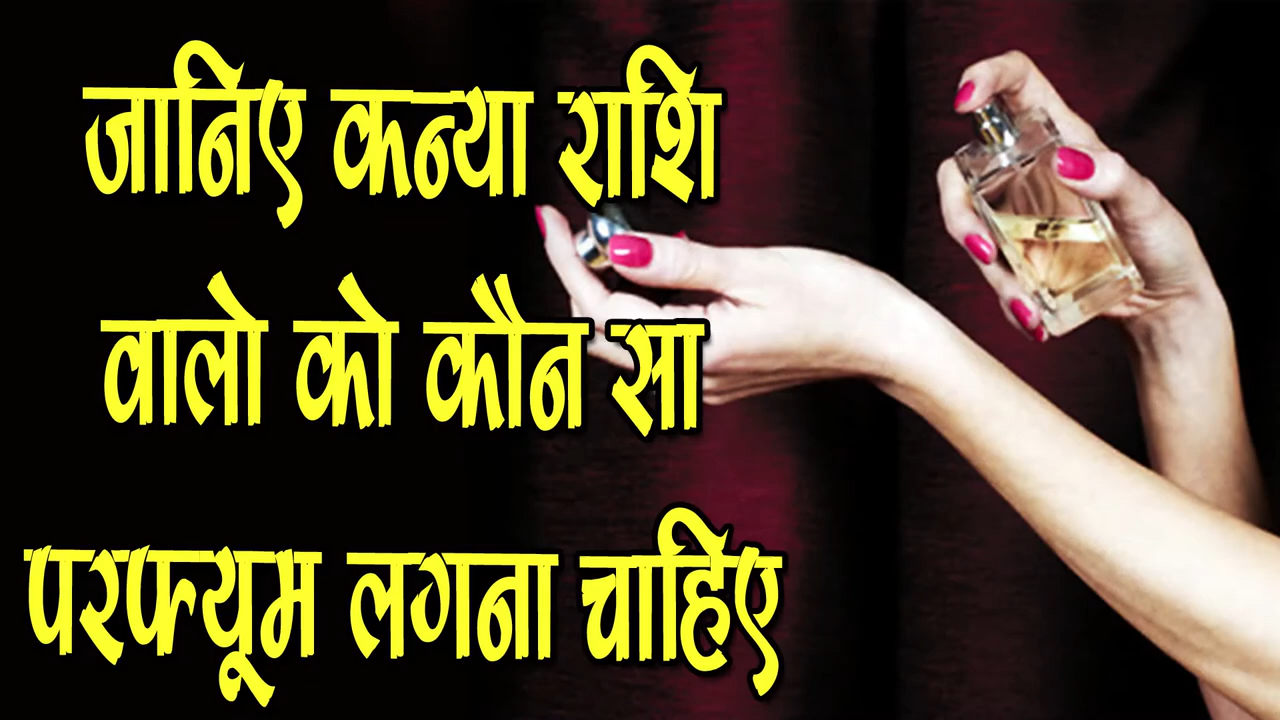 जानिए कन्या राशि
वालो को कौन सा
परफ्यूम लगना चाहिए